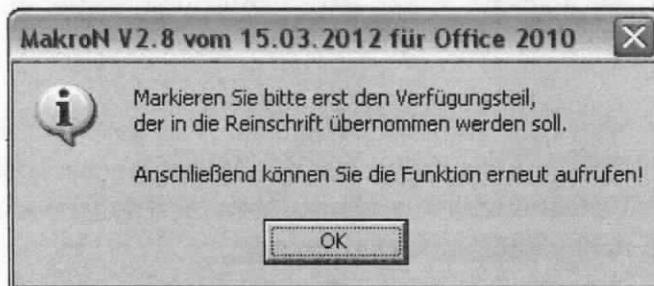 MakroN V2.8 vom 15.03.2012 für Office 2010
Markieren Sie bitte erst den Verfügungsteil,
der in die Reinschrift übernommen werden soll.
Anschließend können Sie die Funktion erneut aufrufen!
OK